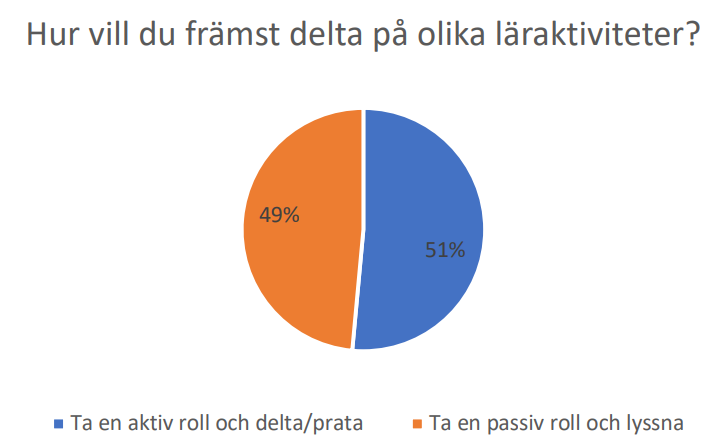 Hur vill du främst delta på olika läraktiviteter?
49%
51%
Ta en aktiv roll och delta/prata
Ta en passiv roll och lyssna